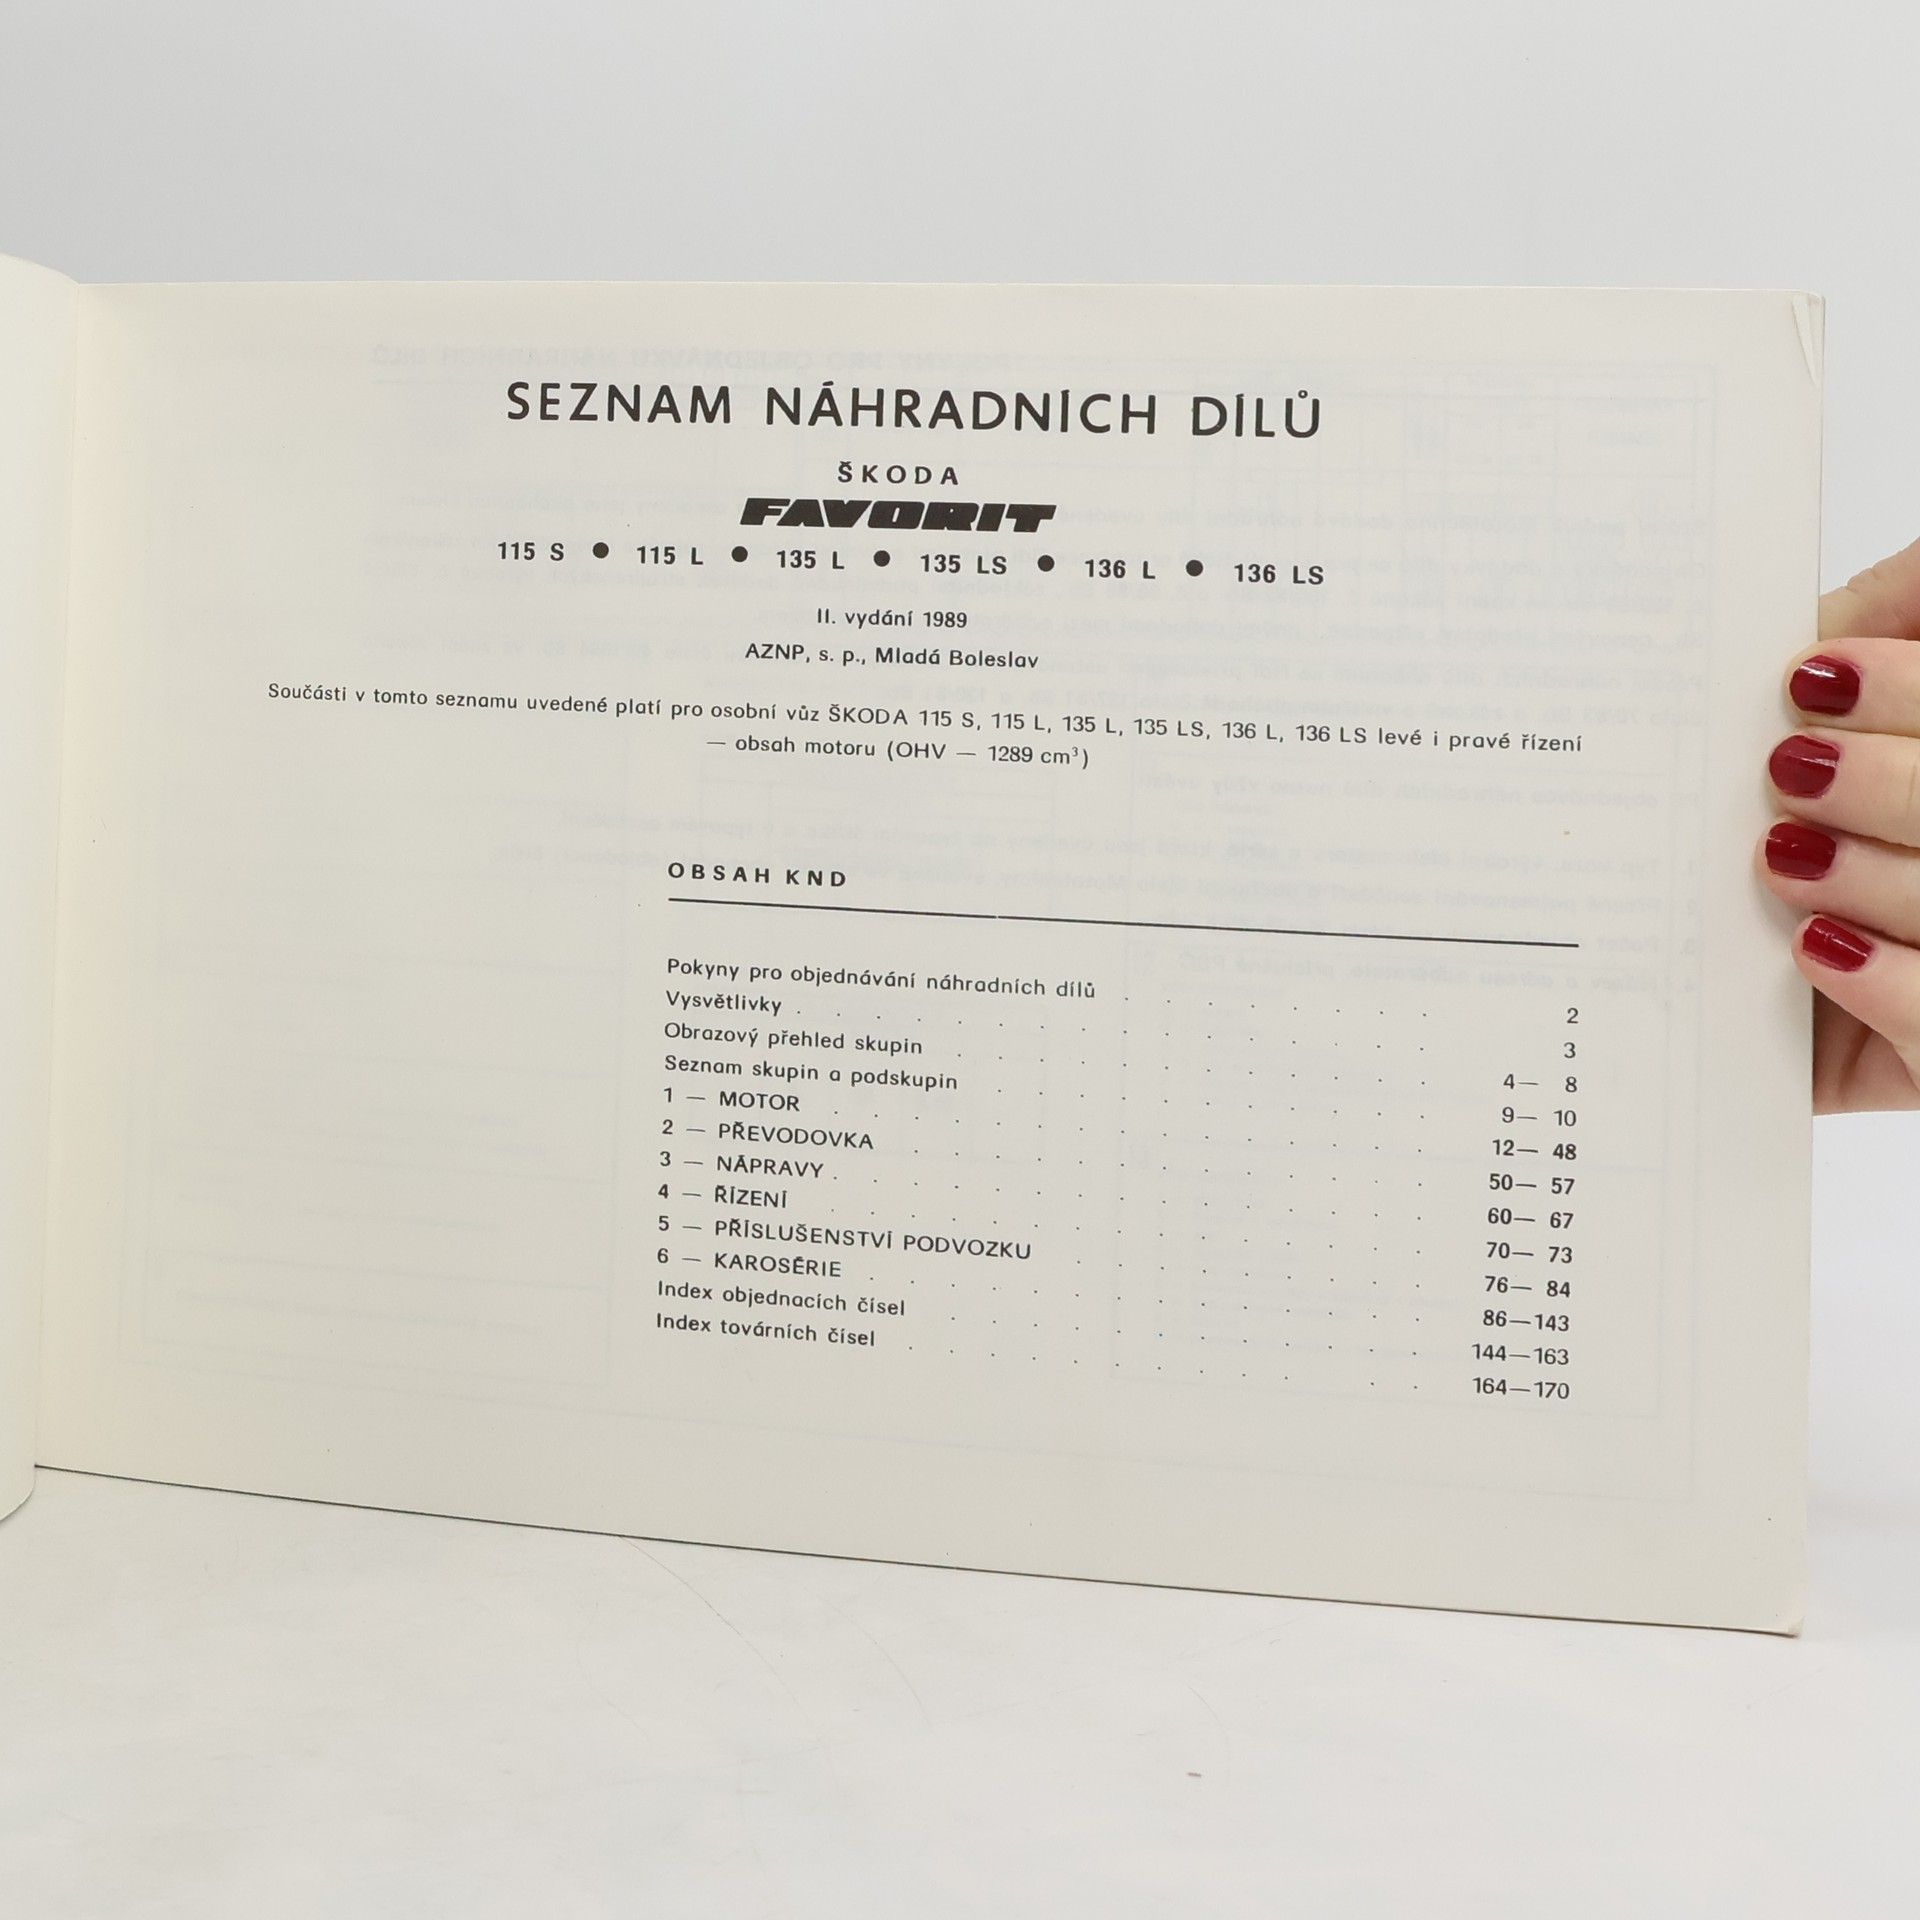 SEZNAM NÁHRADNÍCH DÍLŮ
ŠKODA
FAVORIT
115 S ● 115 L ● 135 L ● 135 LS ● 136 L ● 136 LS
II. vydání 1989
AZNP, s. p., Mladá Boleslav
Součásti v tomto seznamu uvedené platí pro osobní vůz ŠKODA 115 S, 115 L, 135 L, 135 LS, 136 L, 136 LS levé i pravé řízení
— obsah motoru (OHV — 1289 cm³)
OBSAH KND
Pokyny pro objednávání náhradních dílů . . . . . . . . 2
Vysvětlivky . . . . . . . . . . . . . . . . 3
Obrazový přehled skupin . . . . . . . . . . . . 4— 8
Seznam skupin a podskupin . . . . . . . . . . . 9— 10
1 — MOTOR . . . . . . . . . . . . . . . 12— 48
2 — PŘEVODOVKA . . . . . . . . . . . . . 50— 57
3 — NÁPRAVY . . . . . . . . . . . . . . . 60— 67
4 — ŘÍZENÍ . . . . . . . . . . . . . . . 70— 73
5 — PŘÍSLUŠENSTVÍ PODVOZKU . . . . . . . . . 76— 84
6 — KAROSÉRIE . . . . . . . . . . . . . . 86—143
Index objednacích čísel . . . . . . . . . . . . 144—163
Index továrních čísel . . . . . . . . . . . . 164—170